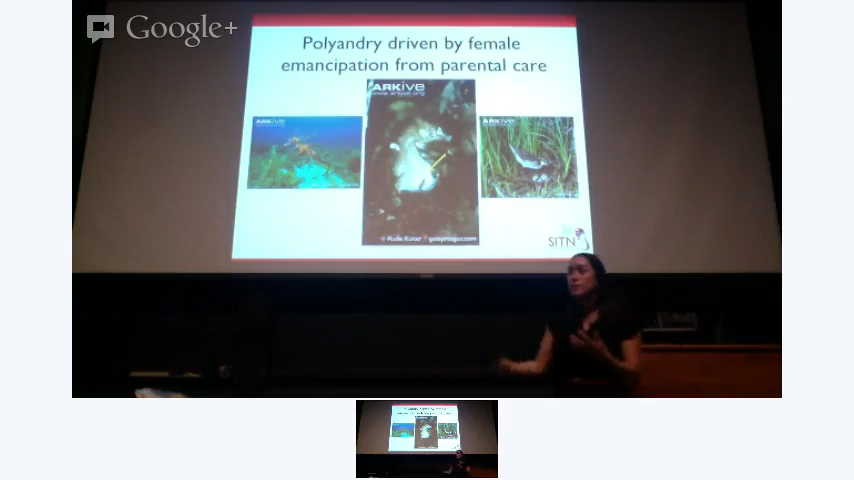 Google+
Polyandry driven by female
emancipation from parental care
ARKive
www.arkive.org
ARKive
ARKive
SITN